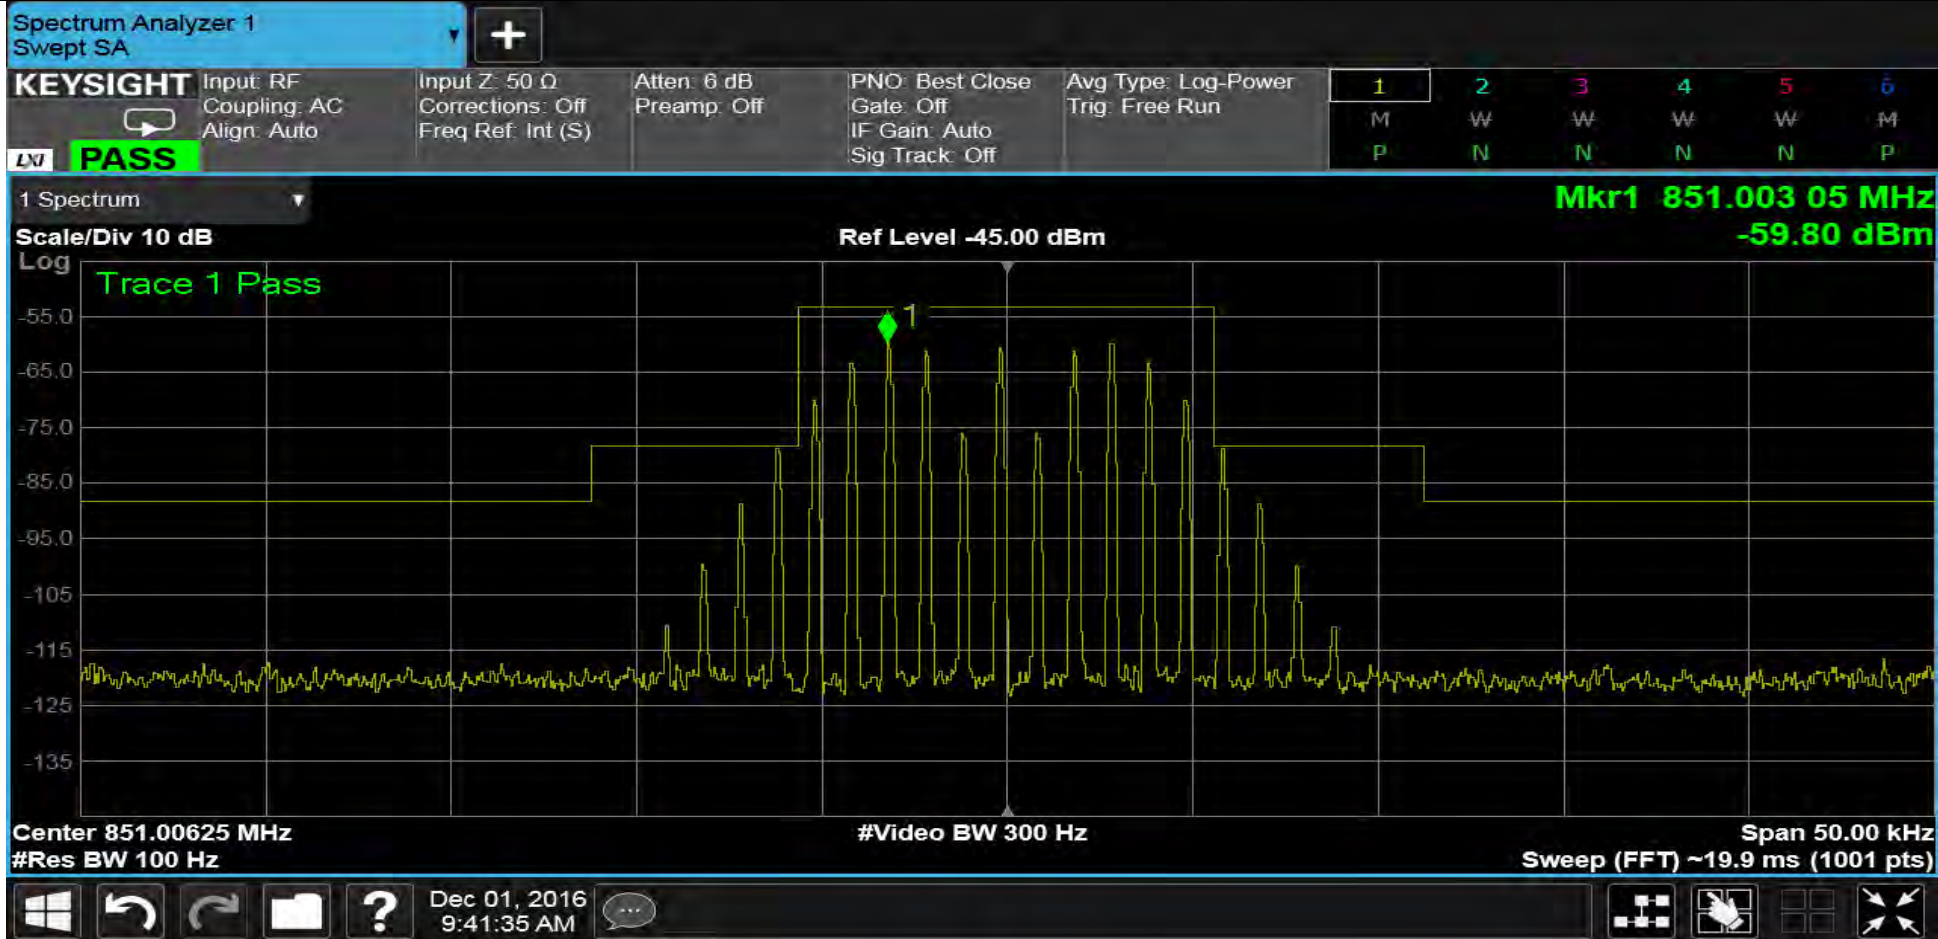 Spectrum Analyzer 1
Swept SA
+
KEYSIGHT
LXI
PASS
Input: RF
Coupling: AC
Align: Auto
Input Z: 50 Ω
Corrections: Off
Freq Ref: Int (S)
Atten: 6 dB
Preamp: Off
PNO: Best Close
Gate: Off
IF Gain: Auto
Sig Track: Off
Avg Type: Log-Power
Trig: Free Run
1 2 3 4 5 6
M W W W W M
P N N N N P
1 Spectrum
Mkr1 851.003 05 MHz
-59.80 dBm
Scale/Div 10 dB
Ref Level -45.00 dBm
Log
Trace 1 Pass
1
-55.0
-65.0
-75.0
-85.0
-95.0
-105
-115
-125
-135
Center 851.00625 MHz
#Video BW 300 Hz
Span 50.00 kHz
#Res BW 100 Hz
Sweep (FFT) ~19.9 ms (1001 pts)
?
Dec 01, 2016
9:41:35 AM